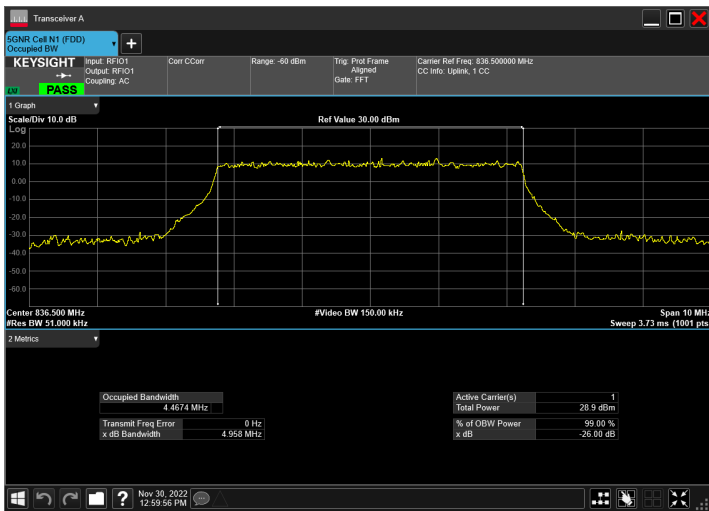 Transceiver A
5GNR Cell N1 (FDD)
Occupied BW
KEYSIGHT
Input: RFIO1
Output: RFIO1
Coupling: AC
Corr CCorr
Range: -60 dBm
Trig: Prot Frame
Aligned
Gate: FFT
Carrier Ref Freq: 836.500000 MHz
CC Info: Uplink, 1 CC
LXI
PASS
1 Graph
Scale/Div 10.0 dB
Ref Value 30.00 dBm
Log
20.0
10.0
0.00
-10.0
-20.0
-30.0
-40.0
-50.0
-60.0
Center 836.500 MHz
#Video BW 150.00 kHz
Span 10 MHz
#Res BW 51.000 kHz
Sweep 3.73 ms (1001 pts
2 Metrics
Occupied Bandwidth
4.4674 MHz
Transmit Freq Error 0 Hz
x dB Bandwidth 4.958 MHz
Active Carrier(s) 1
Total Power 28.9 dBm
% of OBW Power 99.00 %
x dB -26.00 dB
?
Nov 30, 2022
12:59:56 PM